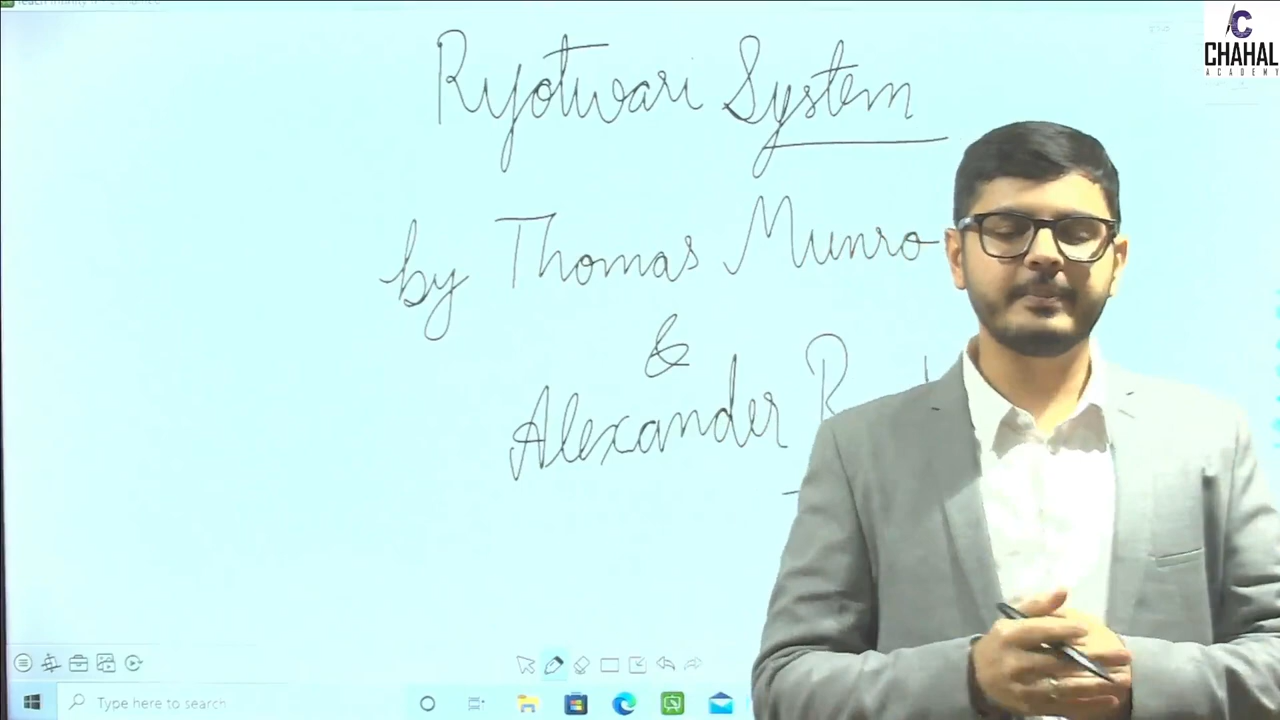 CHAHAL
ACADEMY
Ryotwari System
by Thomas Munro
&
Alexander
Type here to search